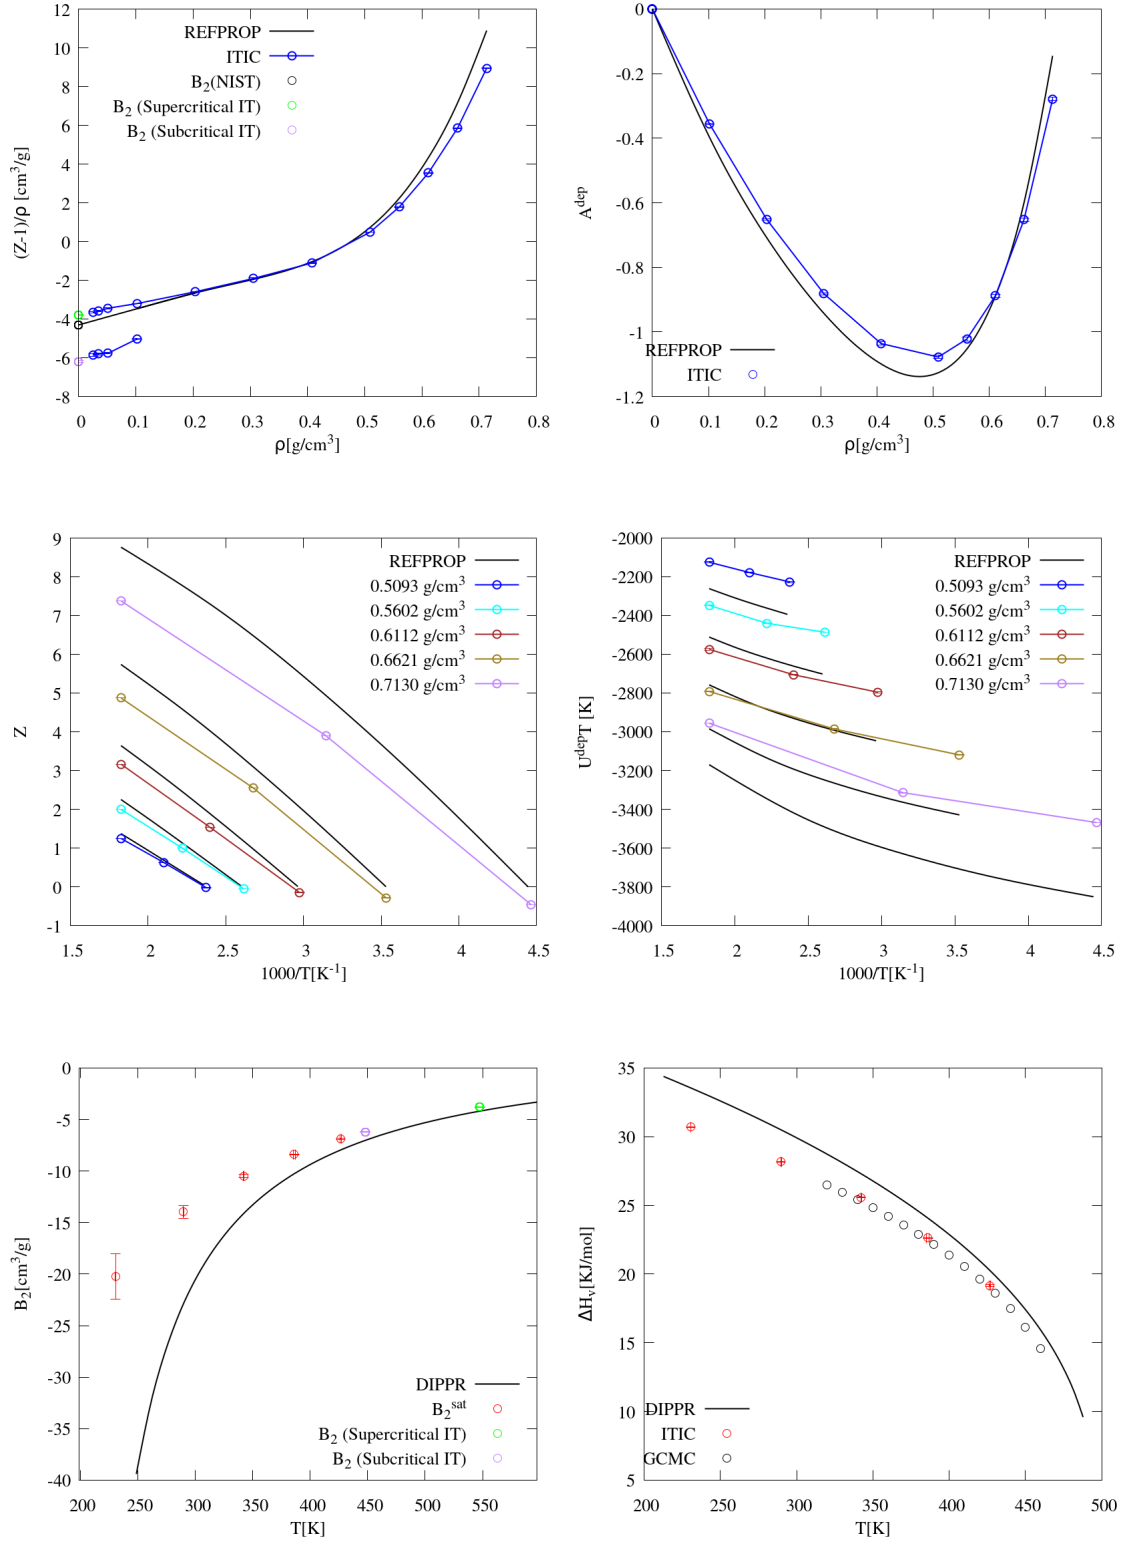 12
10
8
6
4
2
0
-2
-4
-6
-8
(Z-1)/ρ [cm³/g]
REFPROP
ITIC
B₂(NIST)
B₂ (Supercritical IT)
B₂ (Subcritical IT)
0 0.1 0.2 0.3 0.4 0.5 0.6 0.7 0.8
ρ[g/cm³]
0
-0.2
-0.4
-0.6
-0.8
-1
-1.2
A^dep
REFPROP
ITIC
0 0.1 0.2 0.3 0.4 0.5 0.6 0.7 0.8
ρ[g/cm³]
9
8
7
6
5
4
3
2
1
0
-1
Z
REFPROP
0.5093 g/cm³
0.5602 g/cm³
0.6112 g/cm³
0.6621 g/cm³
0.7130 g/cm³
1.5 2 2.5 3 3.5 4 4.5
1000/T[K⁻¹]
-2000
-2200
-2400
-2600
-2800
-3000
-3200
-3400
-3600
-3800
-4000
U^depT [K]
REFPROP
0.5093 g/cm³
0.5602 g/cm³
0.6112 g/cm³
0.6621 g/cm³
0.7130 g/cm³
1.5 2 2.5 3 3.5 4 4.5
1000/T[K⁻¹]
0
-5
-10
-15
-20
-25
-30
-35
-40
B₂[cm³/g]
DIPPR
B₂^sat
B₂ (Supercritical IT)
B₂ (Subcritical IT)
200 250 300 350 400 450 500 550
T[K]
35
30
25
20
15
10
5
ΔHᵥ[KJ/mol]
DIPPR
ITIC
GCMC
200 250 300 350 400 450 500
T[K]